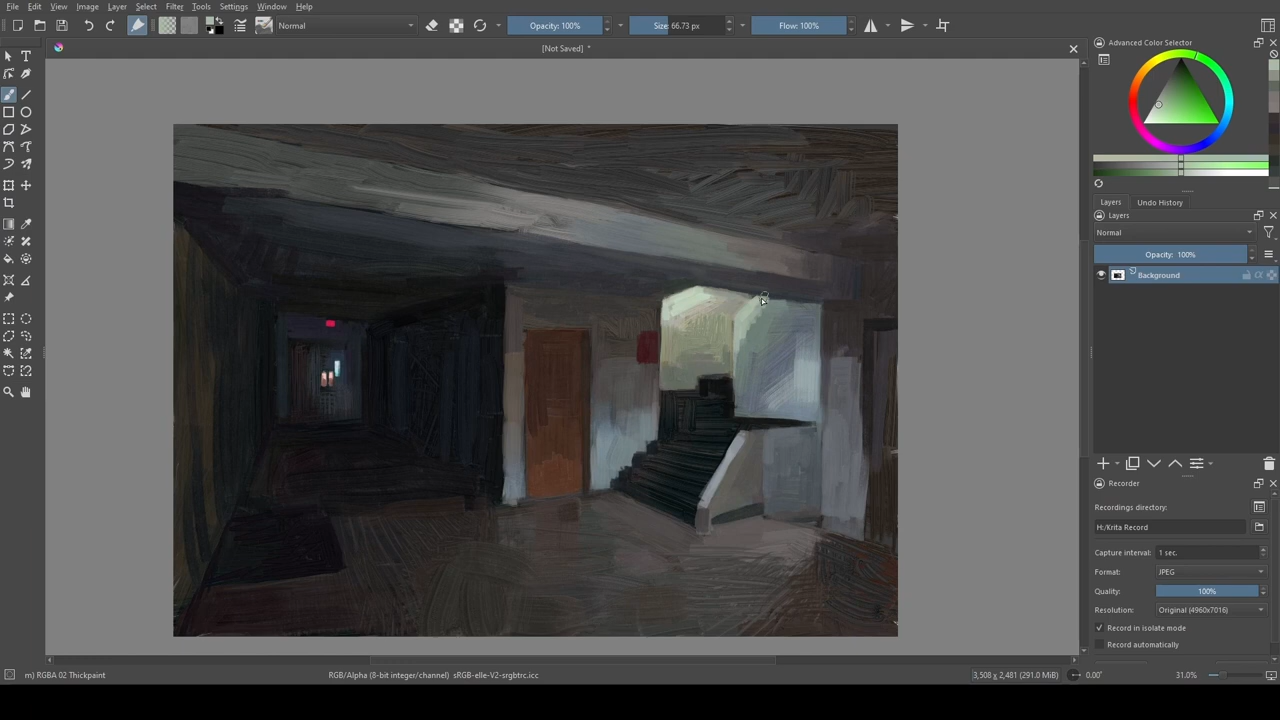 File Edit View Image Layer Select Filter Tools Settings Window Help
Normal
Opacity: 100%
Size: 66.73 px
Flow: 100%
[Not Saved] *
Advanced Color Selector
Layers Undo History
Layers
Normal
Opacity: 100%
Background
Recorder
Recordings directory:
H:/Krita Record
Capture interval: 1 sec.
Format: JPEG
Quality: 100%
Resolution: Original (4960x7016)
Record in isolate mode
Record automatically
m) RGBA 02 Thickpaint
RGB/Alpha (8-bit integer/channel) sRGB-elle-V2-srgbtrc.icc
3,508 x 2,481 (291.0 MiB)
0.00°
31.0%